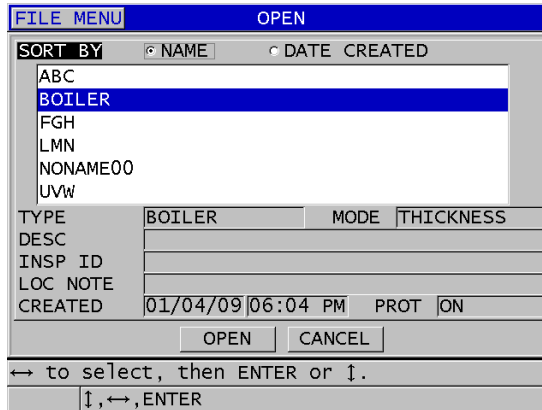 FILE MENU OPEN
SORT BY NAME DATE CREATED
ABC
BOILER
FGH
LMN
NONAME00
UVW
TYPE BOILER MODE THICKNESS
DESC
INSP ID
LOC NOTE
CREATED 01/04/09 06:04 PM PROT ON
OPEN CANCEL
↔ to select, then ENTER or ↕.
↕,↔,ENTER